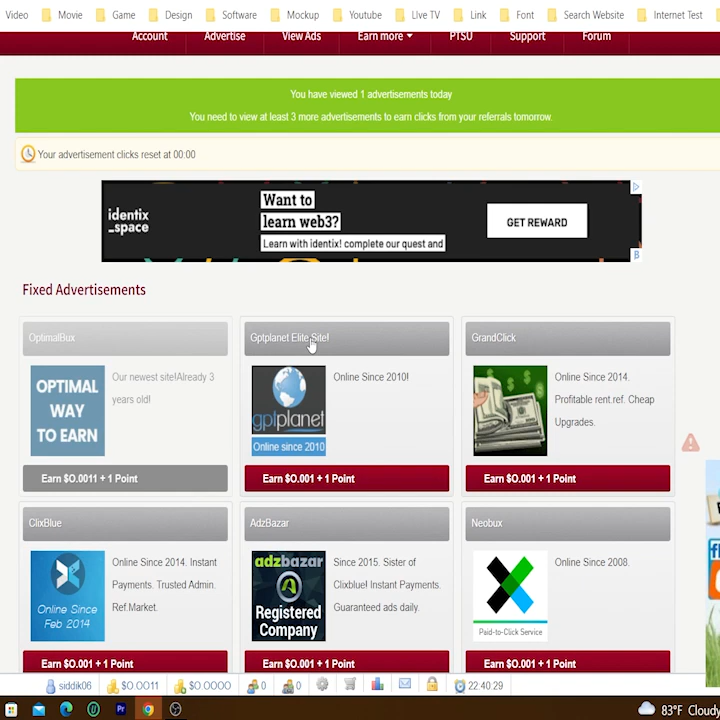 Video Movie Game Design Software Mockup Youtube LIve TV Link Font Search Website Internet Test
Account Advertise View Ads Earn more PTSU Support Forum
You have viewed 1 advertisements today
You need to view at least 3 more advertisements to earn clicks from your referrals tomorrow.
Your advertisement clicks reset at 00:00
identix
_space
Want to
learn web3?
Learn with identix! complete our quest and
GET REWARD
Fixed Advertisements
OptimalBux
OPTIMAL
WAY
TO EARN
Our newest site!Already 3
years old!
Earn $0.0011 + 1 Point
Gptplanet Elite Site!
gptplanet
Online since 2010
Online Since 2010!
Earn $0.001 + 1 Point
GrandClick
Online Since 2014.
Profitable rent.ref. Cheap
Upgrades.
Earn $0.001 + 1 Point
ClixBlue
Online Since
Feb 2014
Online Since 2014. Instant
Payments. Trusted Admin.
Ref.Market.
Earn $0.001 + 1 Point
AdzBazar
adzbazar
Registered
Company
Since 2015. Sister of
Clixblue! Instant Payments.
Guaranteed ads daily.
Earn $0.001 + 1 Point
Neobux
Paid-to-Click Service
Online Since 2008.
Earn $0.001 + 1 Point
siddik06 $0.0011 $0.0000 0 0 22:40:29
83°F Cloudy